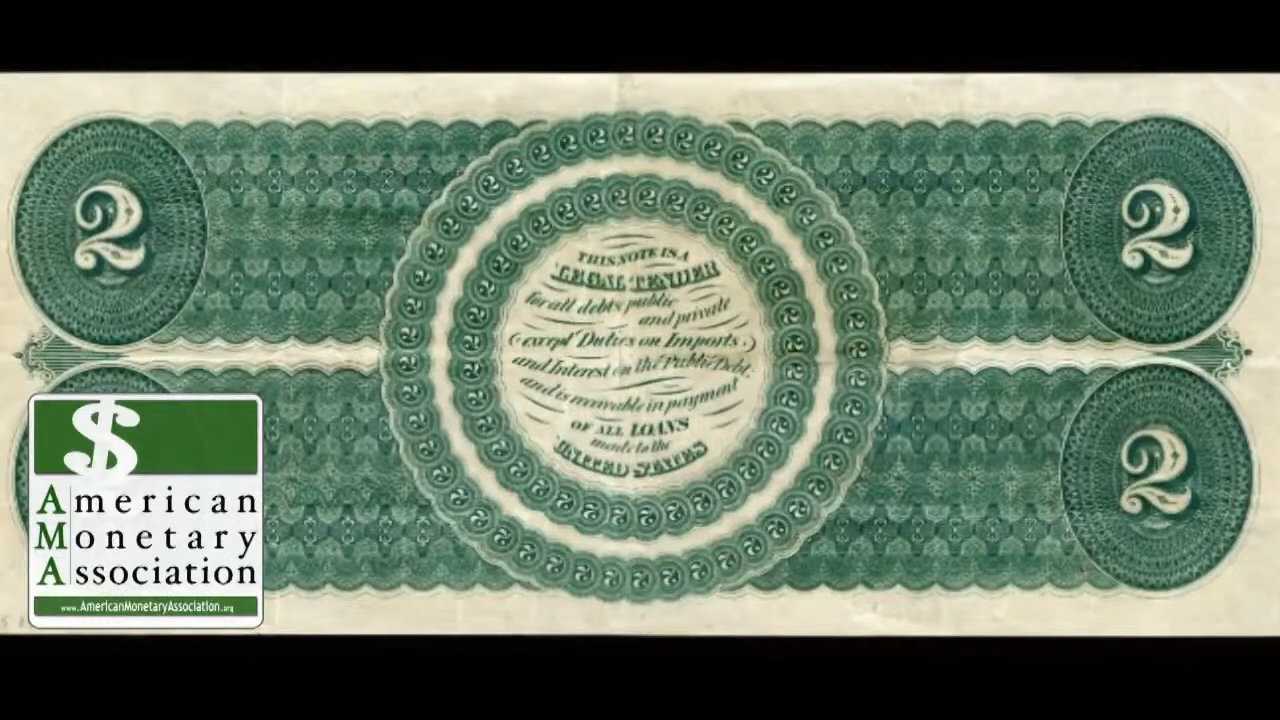 2
2
THIS NOTE IS A
LEGAL TENDER
for all debts public
and private
(except Duties on Imports.)
and Interest on the Public Debt.
and is receivable in payment
OF ALL LOANS
made to the
UNITED STATES
2
$
American
Monetary
Association
www.AmericanMonetaryAssociation.org